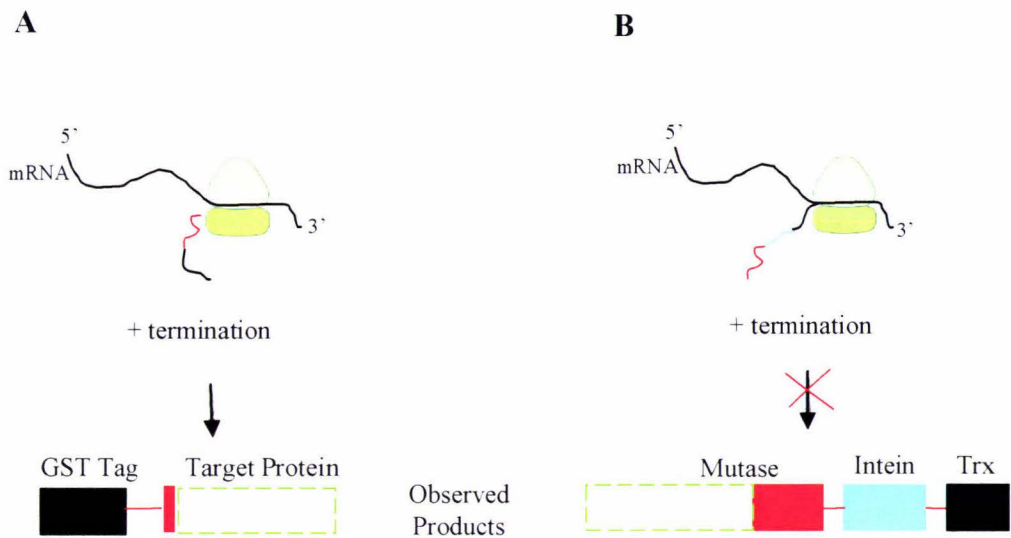 A
B
5`
mRNA
3`
5`
mRNA
3`
+ termination
+ termination
GST Tag
Target Protein
Observed
Products
Mutase
Intein
Trx